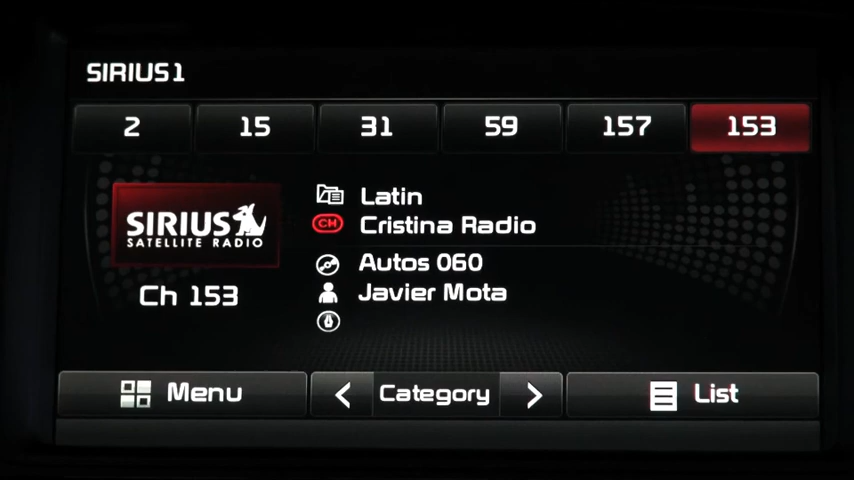 SIRIUS1
2
15
31
59
157
153
SIRIUS
SATELLITE RADIO
Ch 153
Latin
CH
Cristina Radio
Autos 060
Javier Mota
Menu
<
Category
>
List